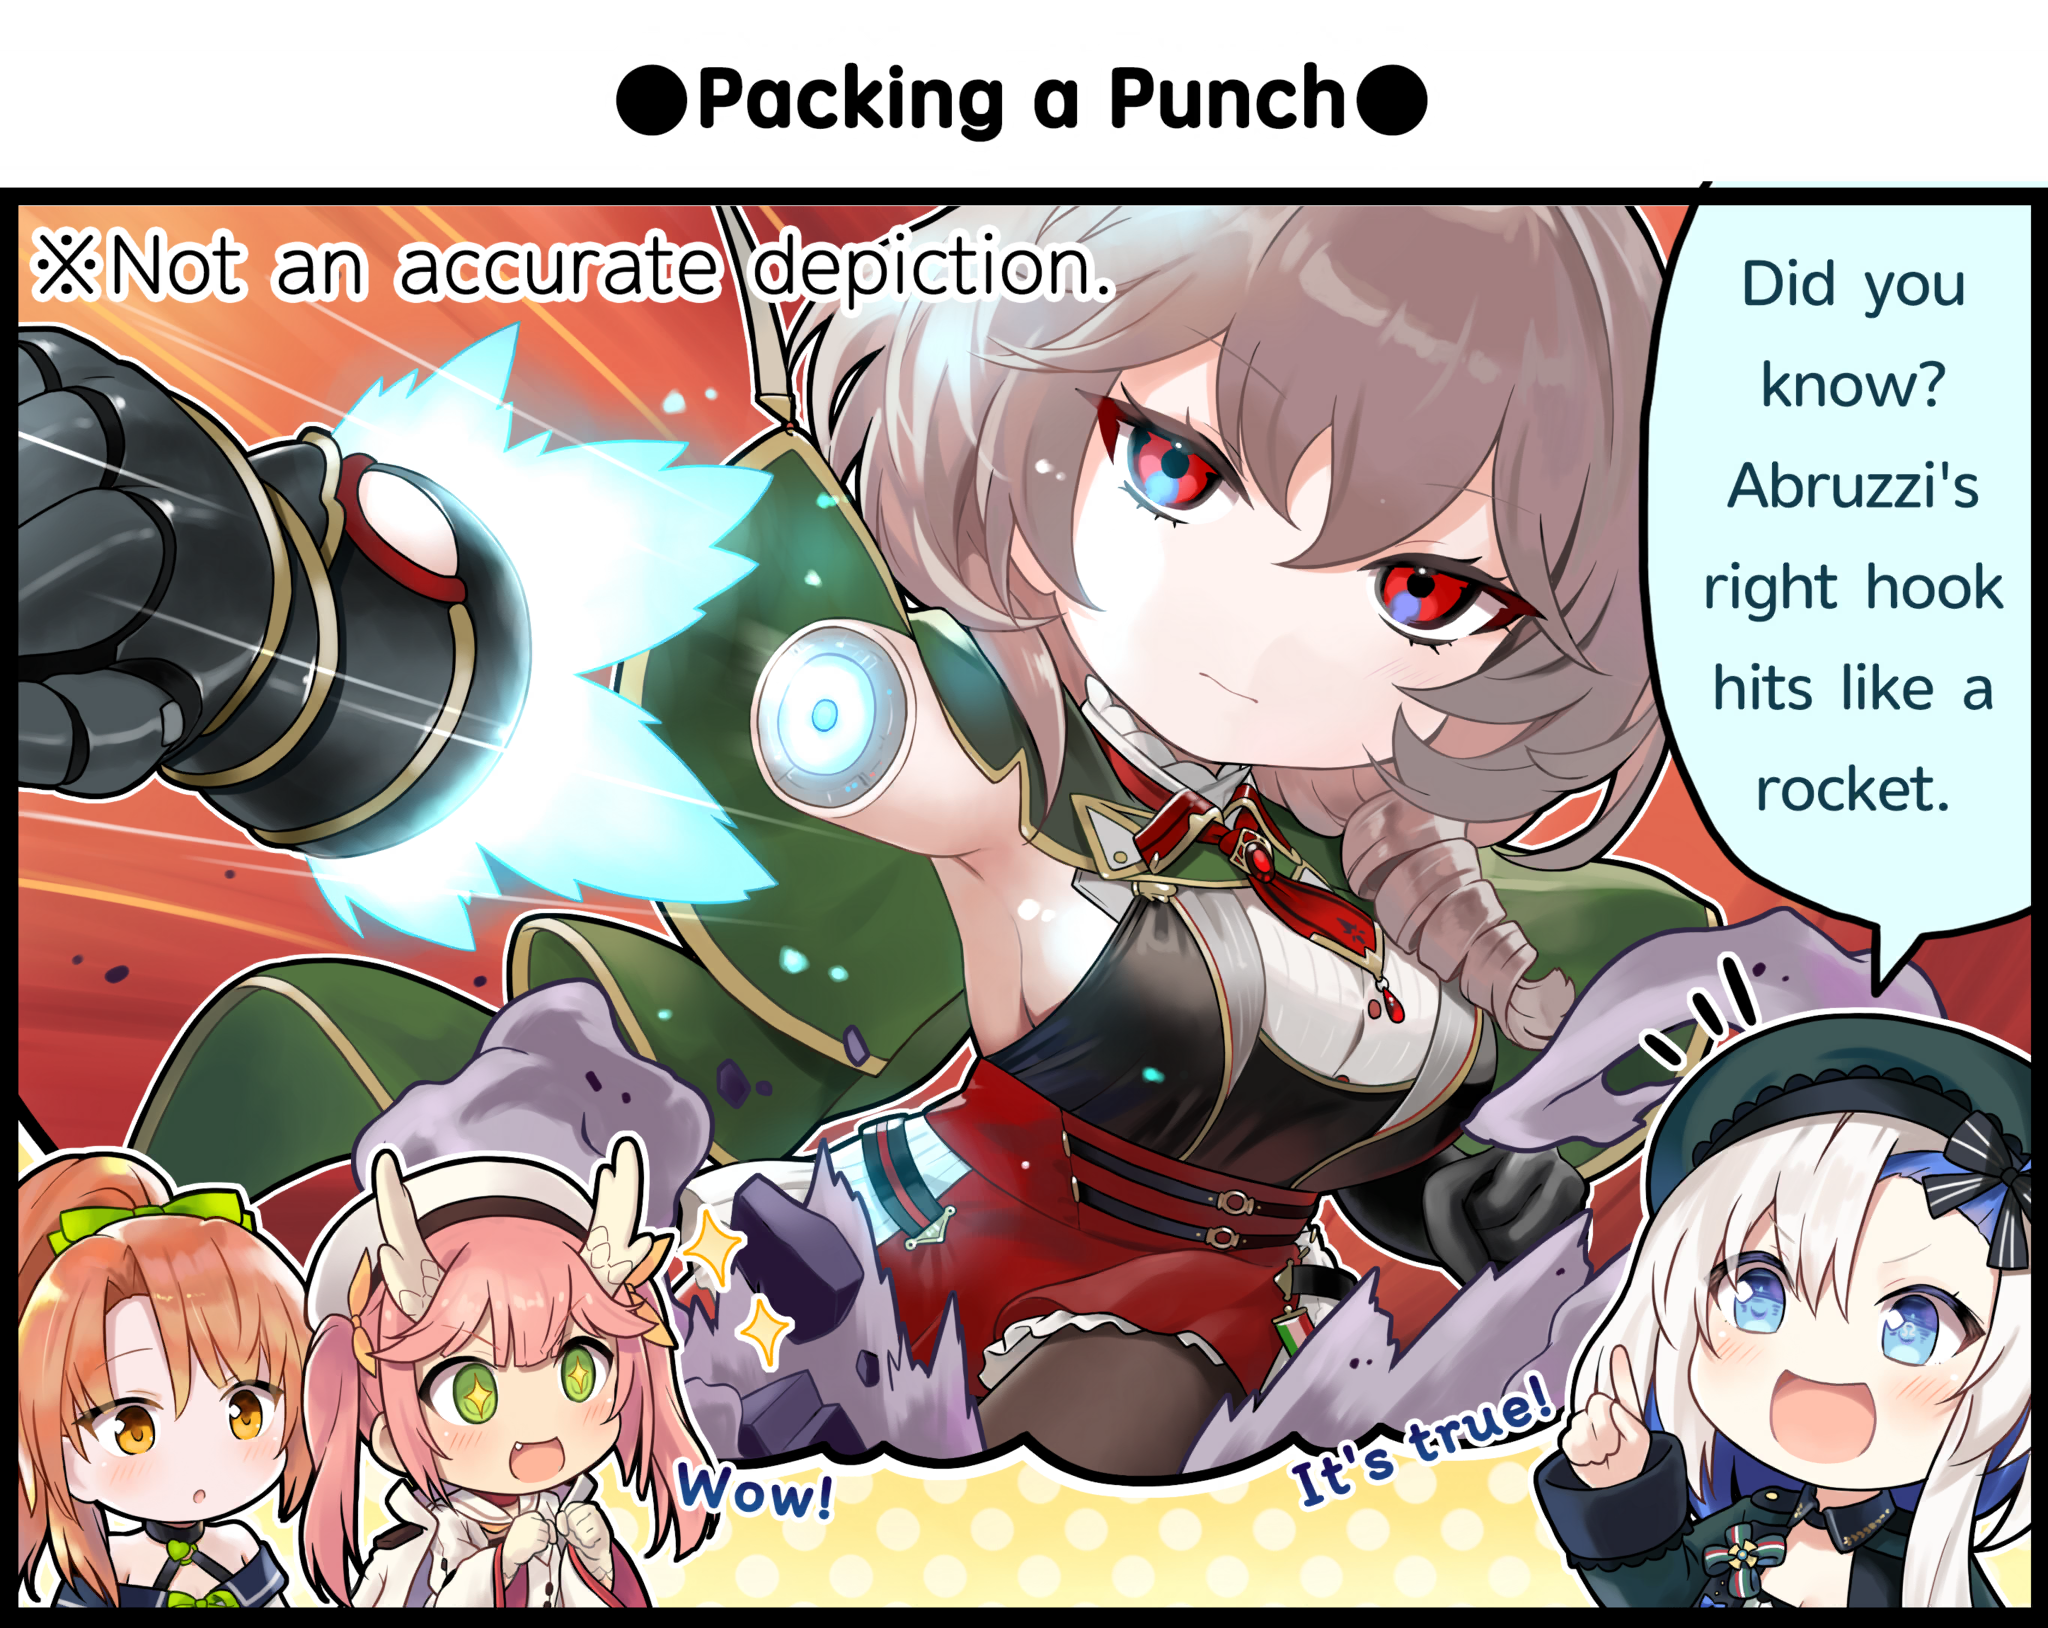 ●Packing a Punch●
※Not an accurate depiction.
Did you
know?
Abruzzi's
right hook
hits like a
rocket.
Wow!
It's true!